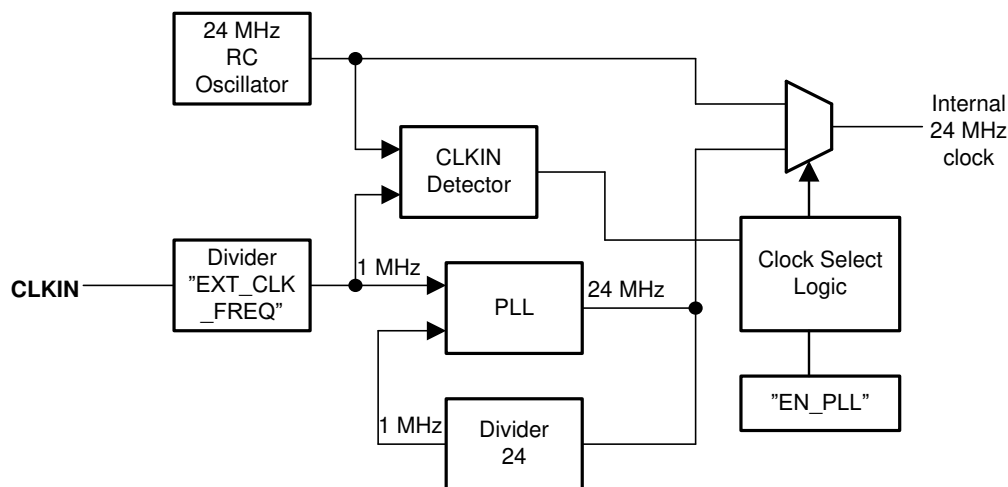 24 MHz
RC
Oscillator
Internal
24 MHz
clock
CLKIN
Detector
CLKIN
Divider
”EXT_CLK
_FREQ”
1 MHz
PLL
24 MHz
Clock Select
Logic
”EN_PLL”
1 MHz
Divider
24